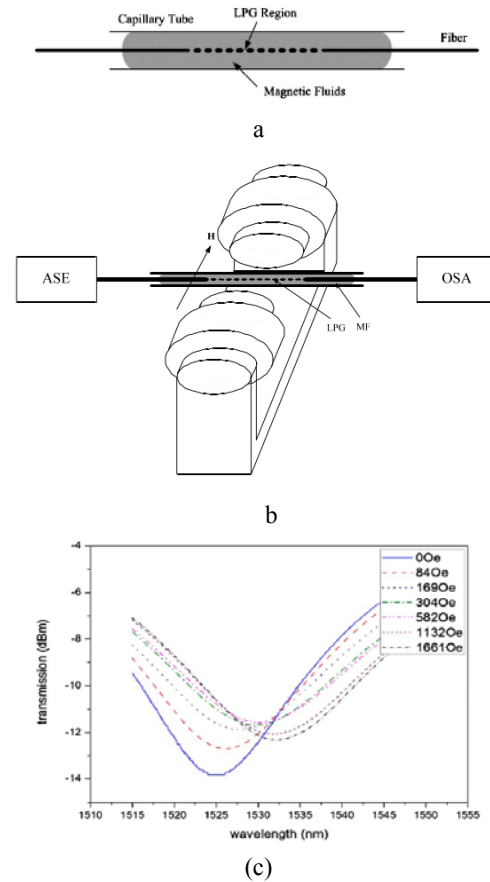 Capillary Tube
LPG Region
Fiber
Magnetic Fluids
a
H
ASE
OSA
LPG
MF
b
-4
-6
-8
-10
-12
-14
transmission (dBm)
0Oe
84Oe
169Oe
304Oe
582Oe
1132Oe
1661Oe
1510 1515 1520 1525 1530 1535 1540 1545 1550 1555
wavelength (nm)
(c)